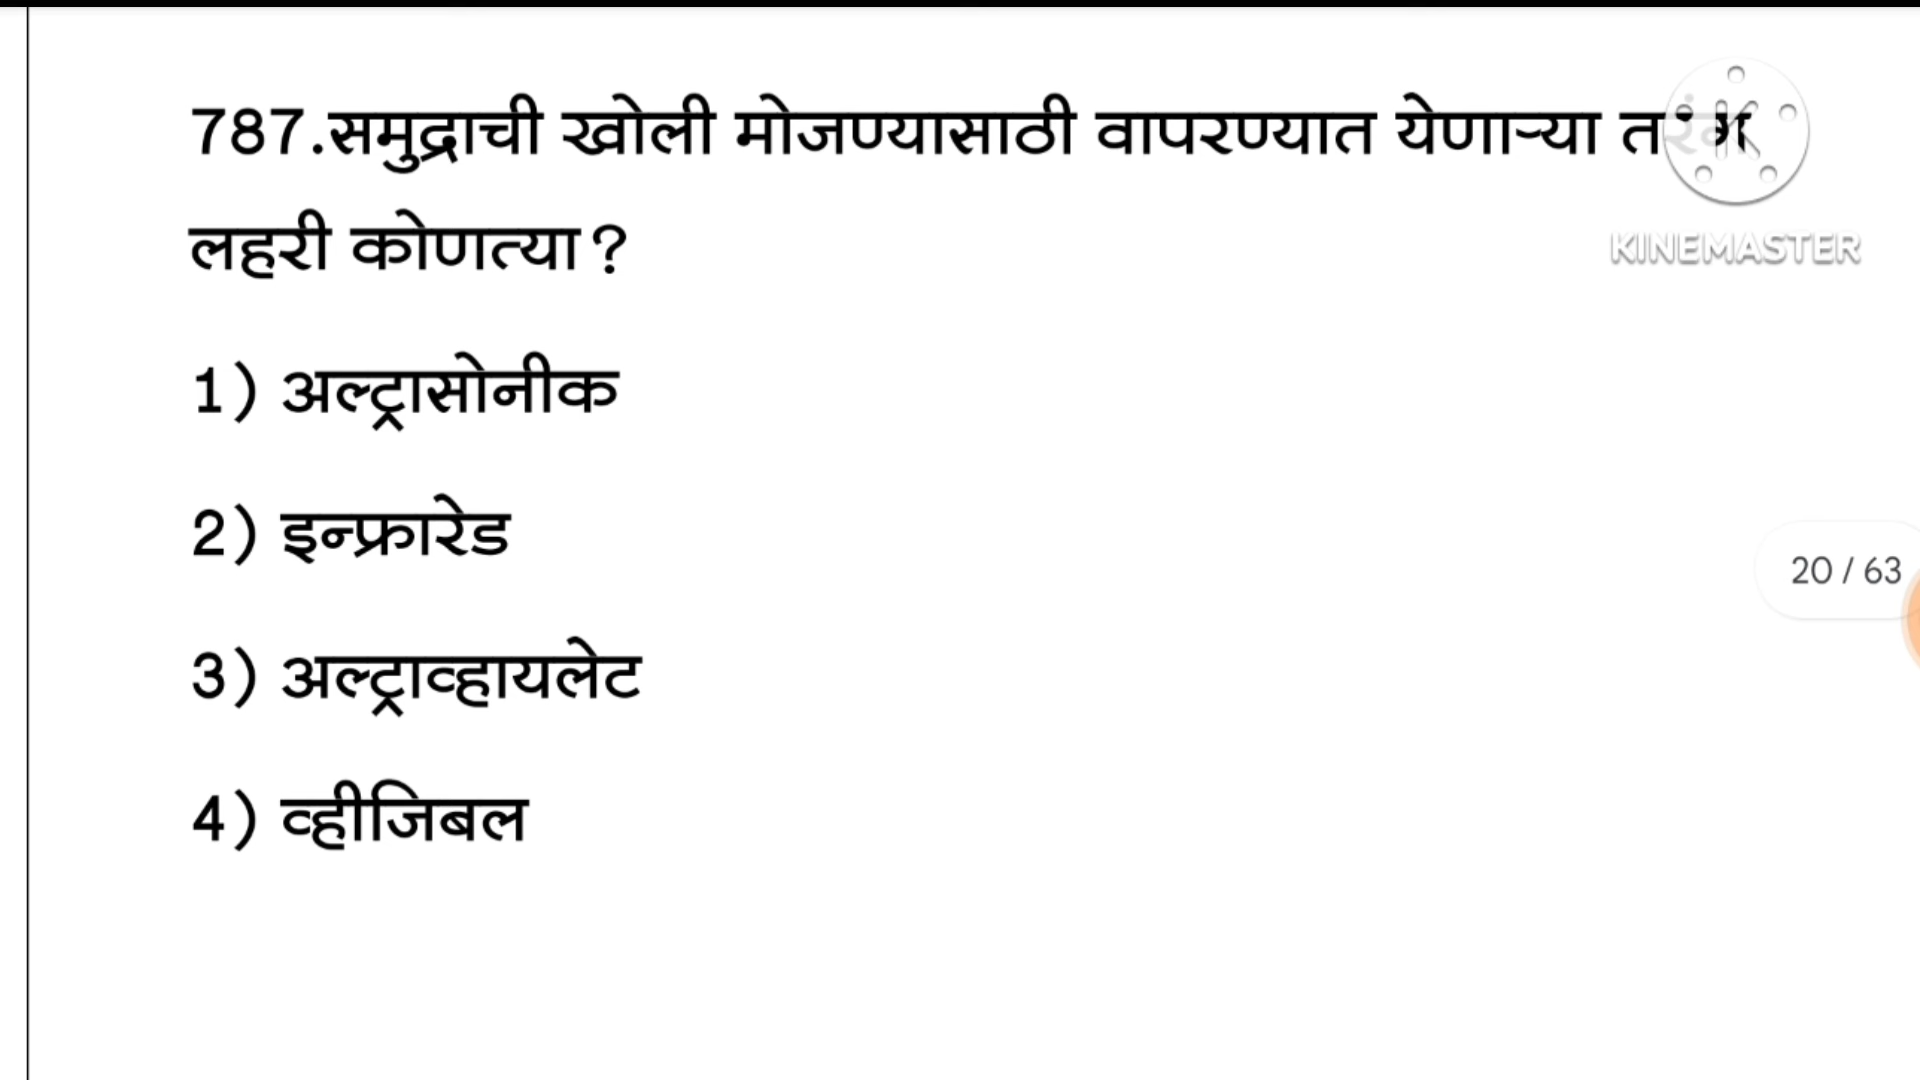 787.समुद्राची खोली मोजण्यासाठी वापरण्यात येणाऱ्या
लहरी कोणत्या?
1) अल्ट्रासोनीक
2) इन्फ्रारेड
3) अल्ट्राव्हायलेट
4) व्हीजिबल
KINEMASTER
20 / 63